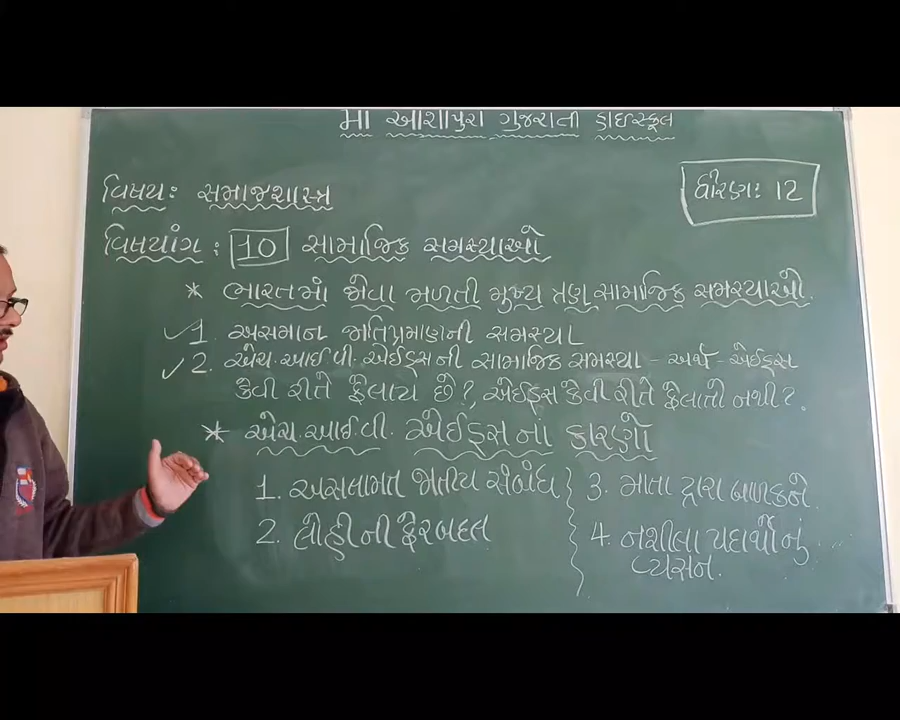 મા આશાપુરા ગુજરાતી હાઈસ્કૂલ
વિષય: સમાજશાસ્ત્ર
ધોરણ: 12
વિષયાંગ: 10 સામાજિક સમસ્યાઓ
* ભારતમાં જોવા મળતી મુખ્ય ત્રણ સામાજિક સમસ્યાઓ.
✓1 અસમાન જાતિપ્રમાણની સમસ્યા
✓2. એચ.આઈ.વી. એઈડ્સની સામાજિક સમસ્યા - અર્થ - એઈડ્સ
કેવી રીતે ફેલાય છે?, એઈડ્સ કેવી રીતે ફેલાતો નથી?.
* એચ.આઈ.વી. એઈડ્સ ના કારણો
1. અસલામત જાતીય સંબંધ
2. લોહીની ફેરબદલ
3. માતા દ્વારા બાળકને.
4. નશીલા પદાર્થોનું ....
વ્યસન.